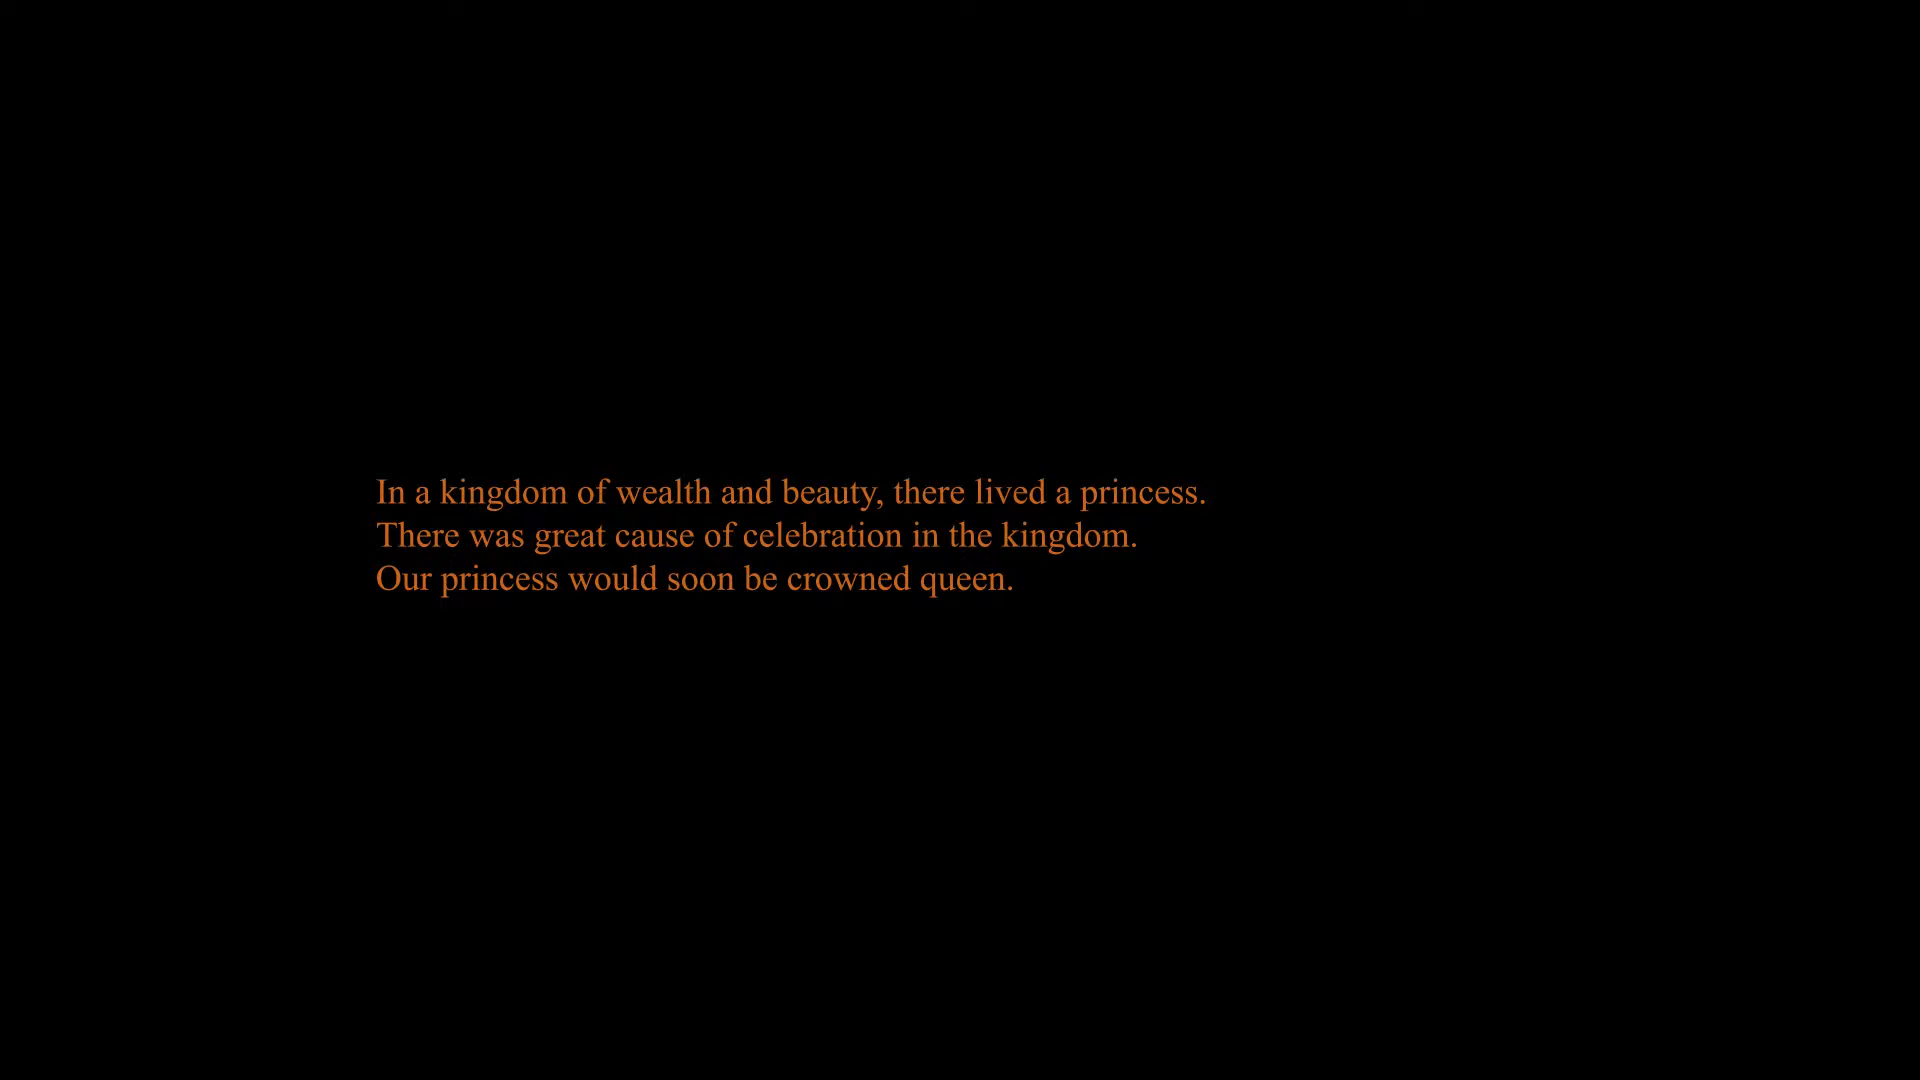 In a kingdom of wealth and beauty, there lived a princess.
There was great cause of celebration in the kingdom.
Our princess would soon be crowned queen.